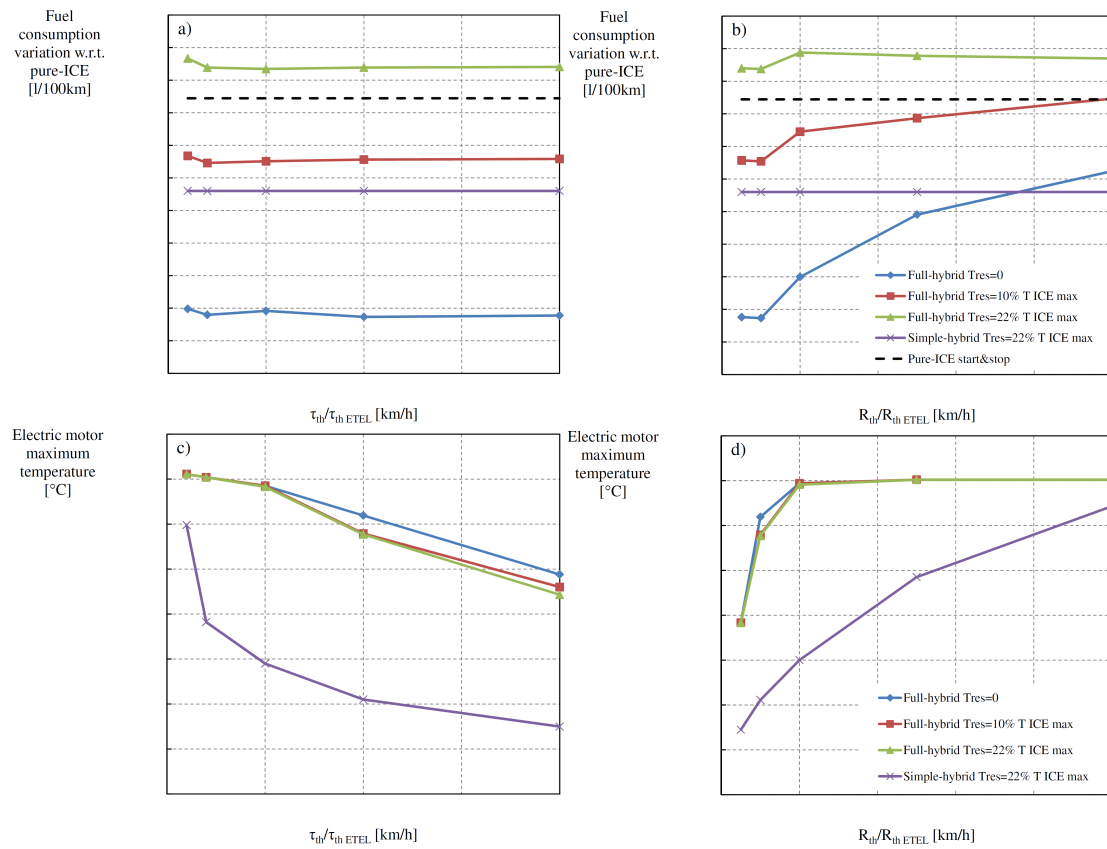 Fuel
consumption
variation w.r.t.
pure-ICE
[l/100km]
a)
τth/τth ETEL [km/h]
Fuel
consumption
variation w.r.t.
pure-ICE
[l/100km]
b)
Full-hybrid Tres=0
Full-hybrid Tres=10% T ICE max
Full-hybrid Tres=22% T ICE max
Simple-hybrid Tres=22% T ICE max
Pure-ICE start&stop
Rth/Rth ETEL [km/h]
Electric motor
maximum
temperature
[°C]
c)
τth/τth ETEL [km/h]
Electric motor
maximum
temperature
[°C]
d)
Full-hybrid Tres=0
Full-hybrid Tres=10% T ICE max
Full-hybrid Tres=22% T ICE max
Simple-hybrid Tres=22% T ICE max
Rth/Rth ETEL [km/h]